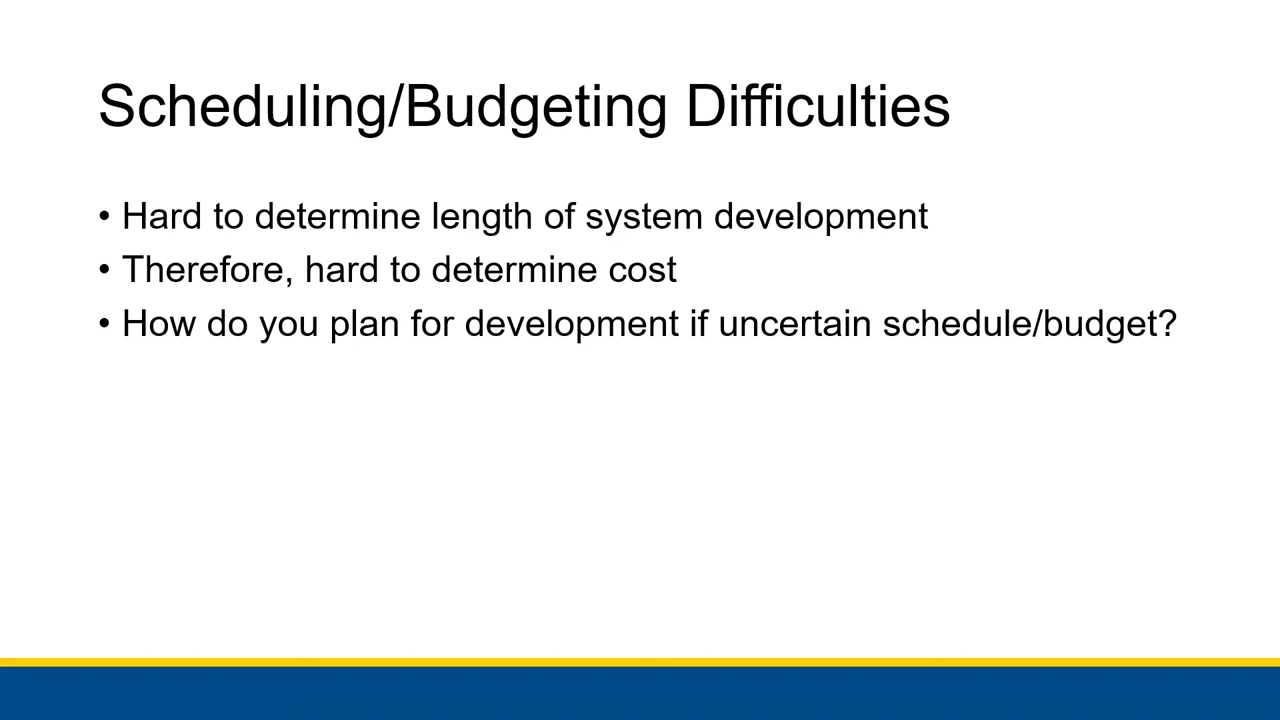 Scheduling/Budgeting Difficulties
• Hard to determine length of system development
• Therefore, hard to determine cost
• How do you plan for development if uncertain schedule/budget?